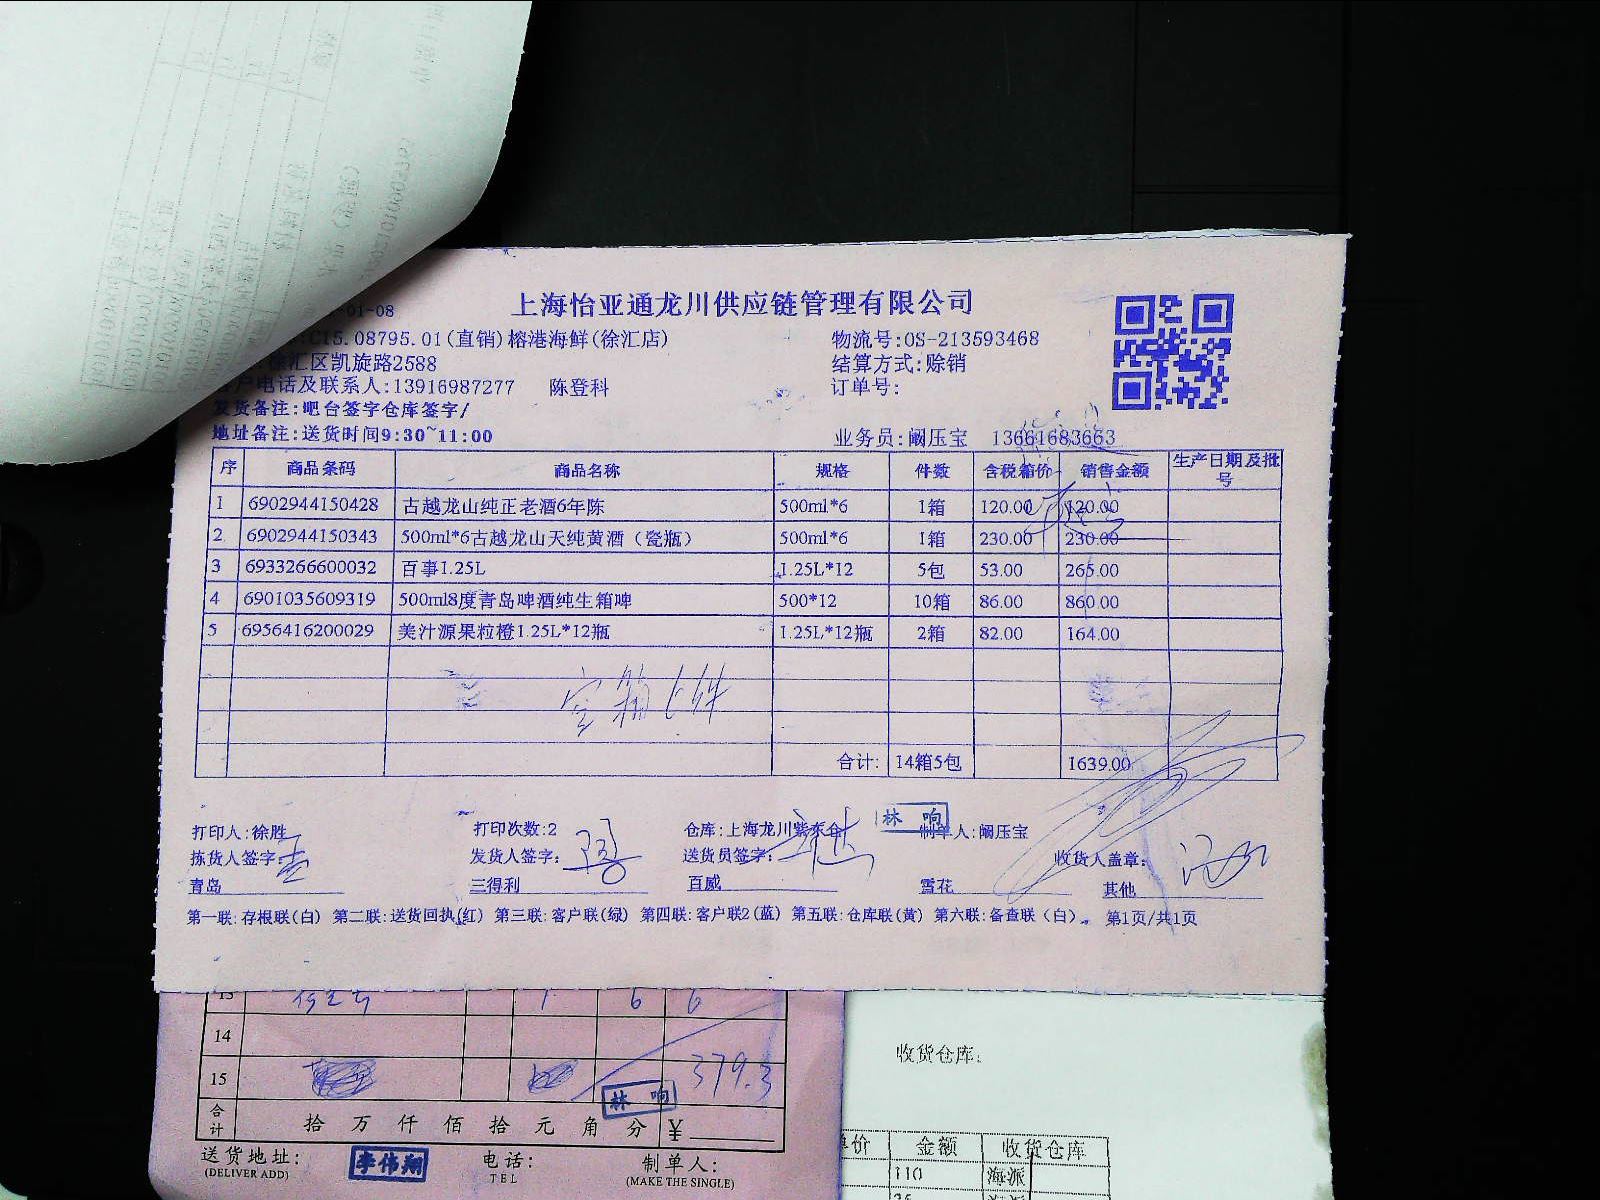 -01-08
上海怡亚通龙川供应链管理有限公司
:C15.08795.01(直销)榕港海鲜(徐汇店) 物流号:OS-213593468
徐汇区凯旋路2588 结算方式:赊销
户电话及联系人:13916987277 陈登科 订单号:
发货备注:吧台签字仓库签字/
地址备注:送货时间9:30~11:00 业务员:阚压宝 13661683663
序 商品条码 商品名称 规格 件数 含税箱价 销售金额 生产日期及批号
1 6902944150428 古越龙山纯正老酒6年陈 500ml*6 1箱 120.00 120.00
2 6902944150343 500ml*6古越龙山天纯黄酒（瓷瓶） 500ml*6 1箱 230.00 230.00
3 6933266600032 百事1.25L 1.25L*12 5包 53.00 265.00
4 6901035609319 500ml8度青岛啤酒纯生箱啤 500*12 10箱 86.00 860.00
5 6956416200029 美汁源果粒橙1.25L*12瓶 1.25L*12瓶 2箱 82.00 164.00
空箱6件
合计: 14箱5包 1639.00
打印人:徐胜 打印次数:2 仓库:上海龙川紫东仓 林响 制单人:阚压宝
拣货人签字: 发货人签字: 送货员签字: 收货人盖章:
青岛 三得利 百威 雪花 其他
第一联:存根联(白) 第二联:送货回执(红) 第三联:客户联(绿) 第四联:客户联2(蓝) 第五联:仓库联(黄) 第六联:备查联（白） 第1页/共1页
13 1 6 6
14
15 379.3
林响
合计 拾 万 仟 佰 拾 元 角 分 ¥
送货地址: 李伟翔 电话: 制单人:
(DELIVER ADD) TEL (MAKE THE SINGLE)
收货仓库:
单价 金额 收货仓库
110 海派